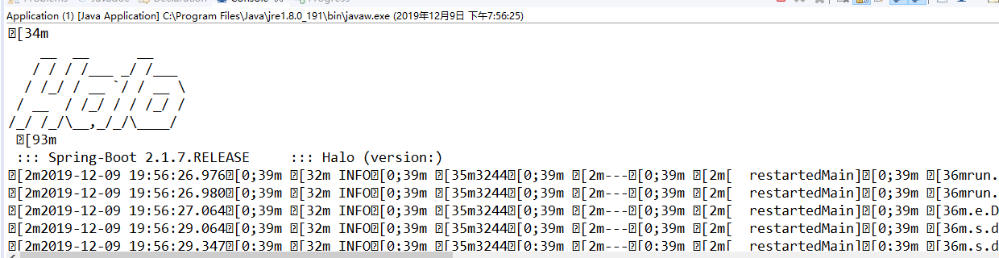 Problems Javadoc Declaration Console Progress
Application (1) [Java Application] C:\Program Files\Java\jre1.8.0_191\bin\javaw.exe (2019年12月9日 下午7:56:25)
[34m
    __  __      __
   / / / /___ _/ /___
  / /_/ / __ `/ / __ \
 / __  / /_/ / / /_/ /
/_/ /_/\__,_/_/\____/
[93m
::: Spring-Boot 2.1.7.RELEASE     ::: Halo (version:)
[2m2019-12-09 19:56:26.976[0;39m [32m INFO[0;39m [35m3244[0;39m [2m---[0;39m [2m[  restartedMain][0;39m [36mrun.
[2m2019-12-09 19:56:26.980[0;39m [32m INFO[0;39m [35m3244[0;39m [2m---[0;39m [2m[  restartedMain][0;39m [36mrun.
[2m2019-12-09 19:56:27.064[0;39m [32m INFO[0;39m [35m3244[0;39m [2m---[0;39m [2m[  restartedMain][0;39m [36m.e.D
[2m2019-12-09 19:56:29.064[0;39m [32m INFO[0;39m [35m3244[0;39m [2m---[0;39m [2m[  restartedMain][0;39m [36m.s.d
[2m2019-12-09 19:56:29.347[0;39m [32m INFO[0;39m [35m3244[0;39m [2m---[0;39m [2m[  restartedMain][0;39m [36m.s.d